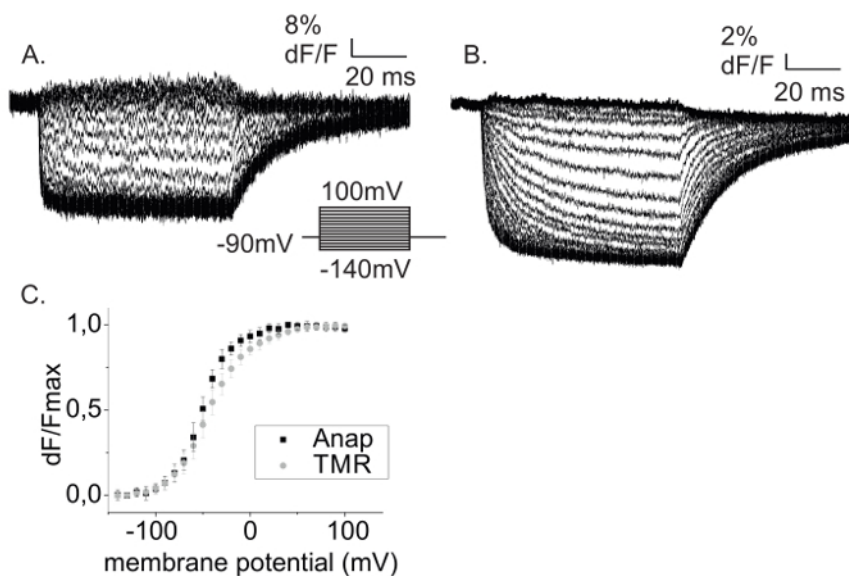 A.
8%
dF/F
20 ms
B.
2%
dF/F
20 ms
100mV
-90mV
-140mV
C.
1,0
0,5
0,0
dF/Fmax
Anap
TMR
-100
0
100
membrane potential (mV)